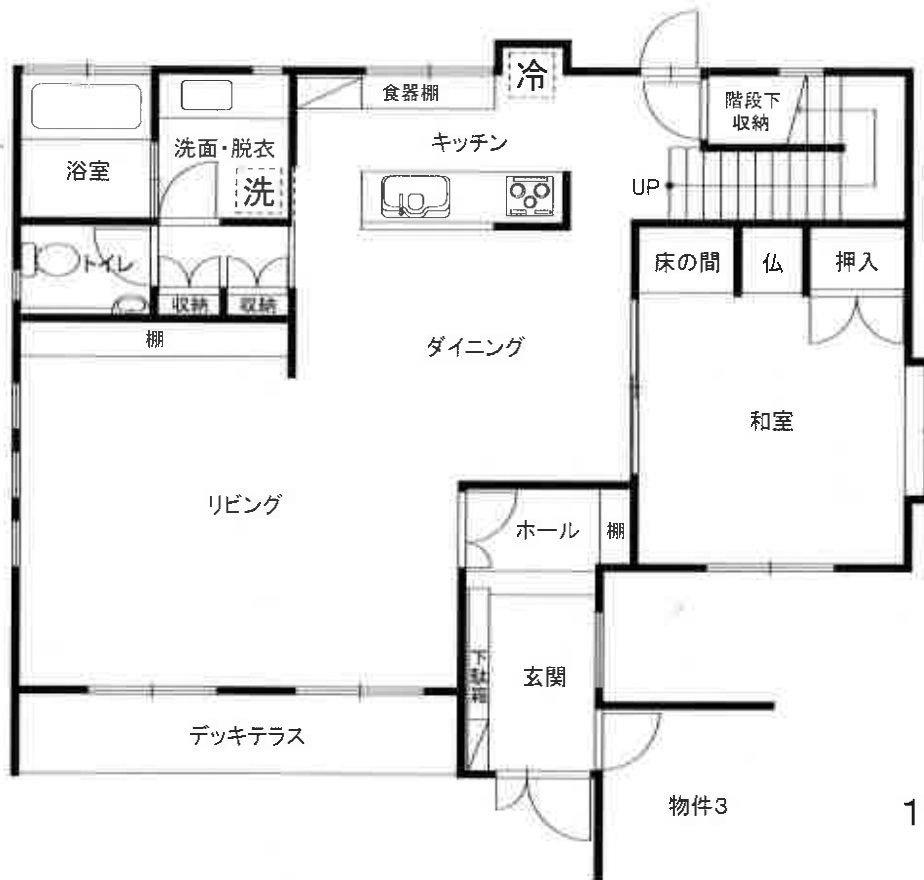 冷
食器棚
階段下
収納
キッチン
洗面・脱衣
浴室
洗
UP
トイレ
床の間
仏
押入
収納
収納
棚
ダイニング
和室
リビング
ホール
棚
下駄箱
玄関
デッキテラス
物件3
1